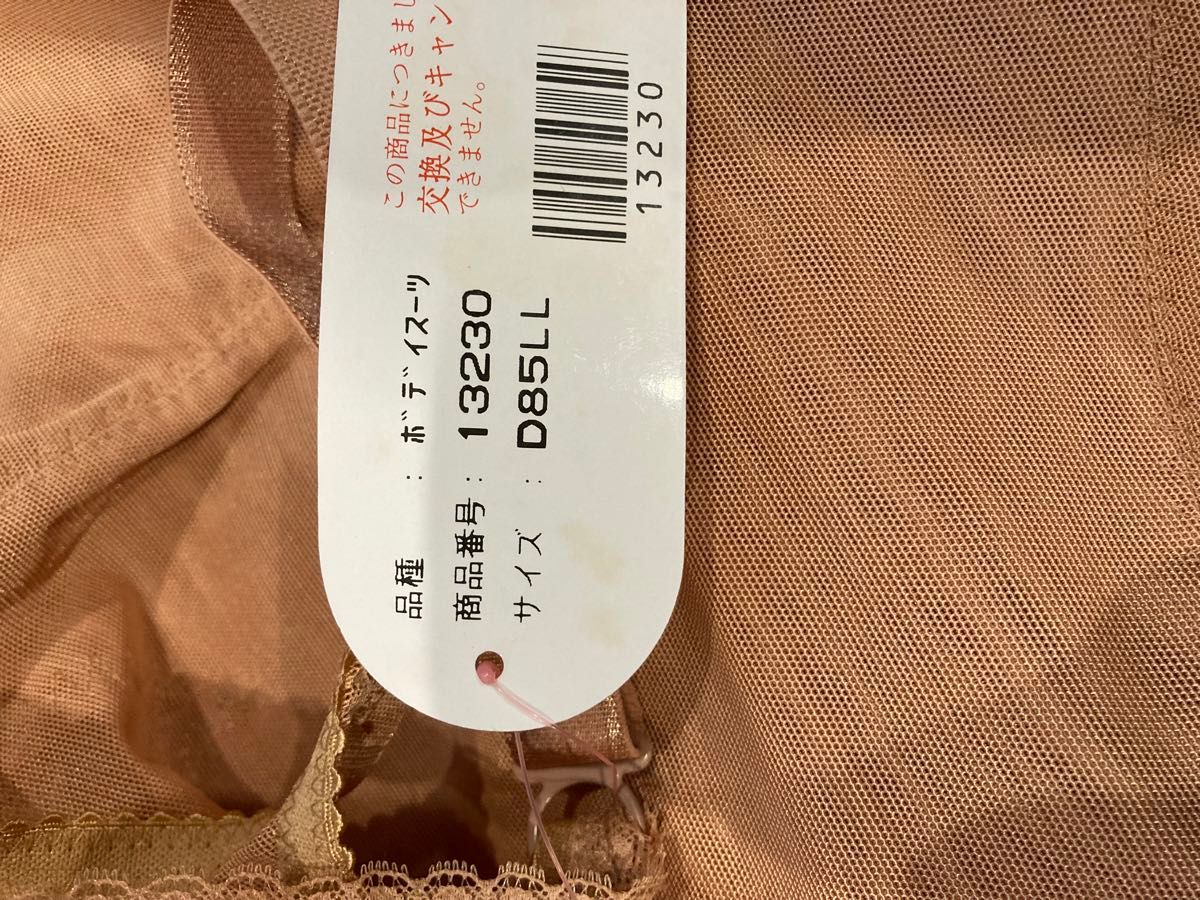 品種 : ボディスーツ
商品番号 : 13230
サイズ : D85LL
この商品につきまし
交換及びキャン
できません。
13230